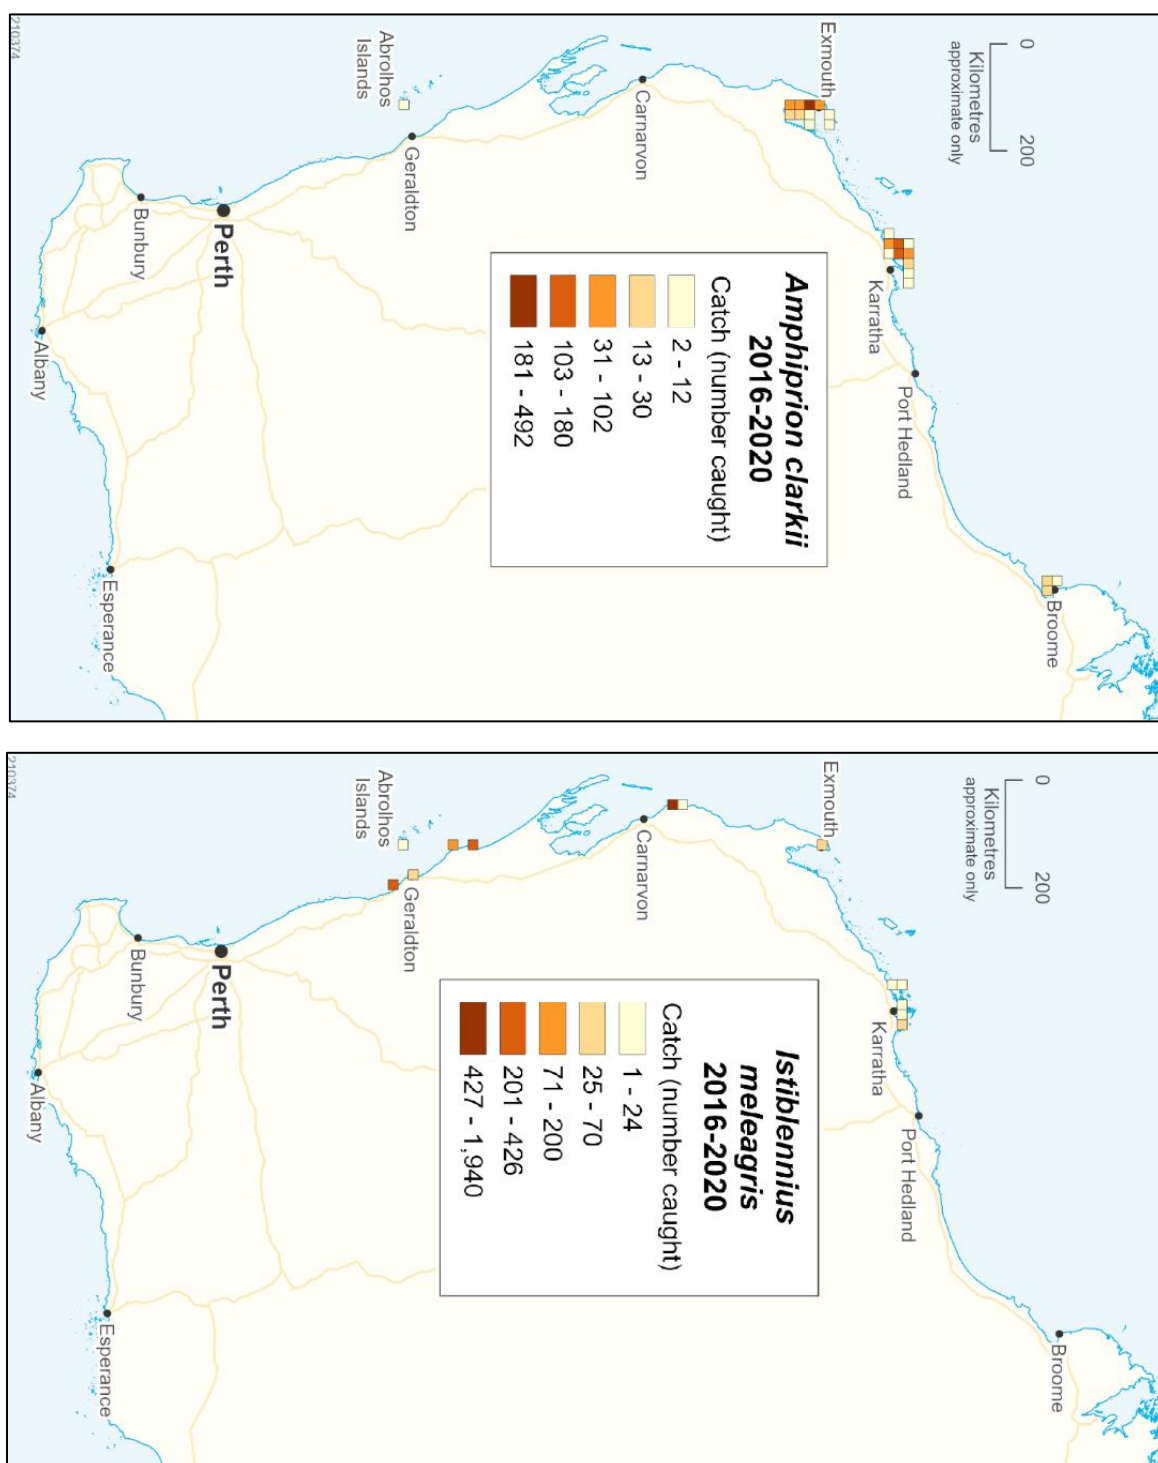 0
200
Kilometres
approximate only
Exmouth
Carnarvon
Abrolhos
Islands
Geraldton
Perth
Bunbury
Albany
Esperance
Karratha
Port Hedland
Broome
Amphiprion clarkii
2016-2020
Catch (number caught)
2 - 12
13 - 30
31 - 102
103 - 180
181 - 492
210374
0
200
Kilometres
approximate only
Exmouth
Carnarvon
Abrolhos
Islands
Geraldton
Perth
Bunbury
Albany
Esperance
Karratha
Port Hedland
Broome
Istiblennius
meleagris
2016-2020
Catch (number caught)
1 - 24
25 - 70
71 - 200
201 - 426
427 - 1,940
210374